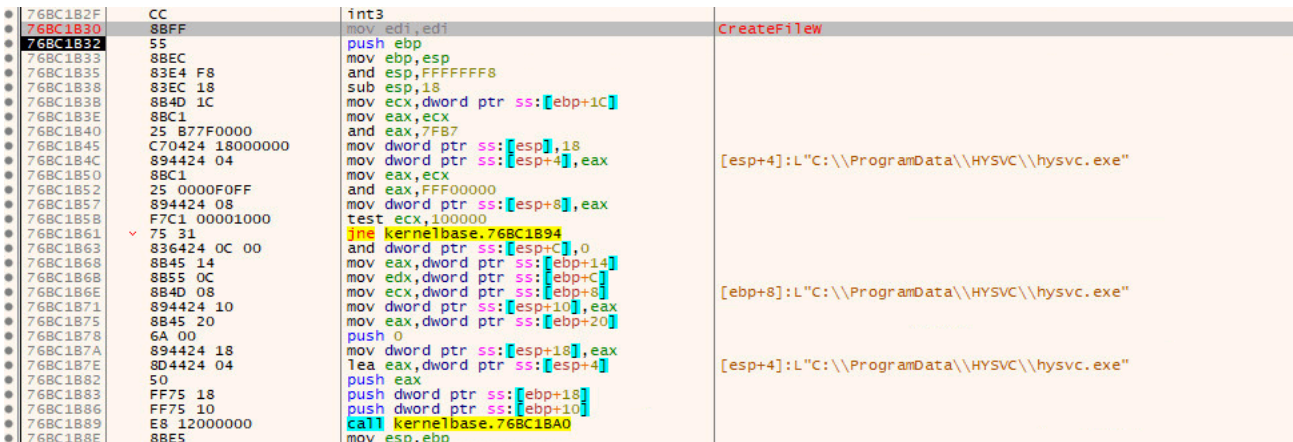 76BC1B2F CC int3
76BC1B30 8BFF mov edi,edi CreateFileW
76BC1B32 55 push ebp
76BC1B33 8BEC mov ebp,esp
76BC1B35 83E4 F8 and esp,FFFFFFF8
76BC1B38 83EC 18 sub esp,18
76BC1B3B 8B4D 1C mov ecx,dword ptr ss:[ebp+1C]
76BC1B3E 8BC1 mov eax,ecx
76BC1B40 25 B77F0000 and eax,7FB7
76BC1B45 C70424 18000000 mov dword ptr ss:[esp],18
76BC1B4C 894424 04 mov dword ptr ss:[esp+4],eax [esp+4]:L"C:\\ProgramData\\HYSVC\\hysvc.exe"
76BC1B50 8BC1 mov eax,ecx
76BC1B52 25 0000F0FF and eax,FFF00000
76BC1B57 894424 08 mov dword ptr ss:[esp+8],eax
76BC1B5B F7C1 00001000 test ecx,100000
76BC1B61 75 31 jne kernelbase.76BC1B94
76BC1B63 836424 0C 00 and dword ptr ss:[esp+C],0
76BC1B68 8B45 14 mov eax,dword ptr ss:[ebp+14]
76BC1B6B 8B55 0C mov edx,dword ptr ss:[ebp+C]
76BC1B6E 8B4D 08 mov ecx,dword ptr ss:[ebp+8] [ebp+8]:L"C:\\ProgramData\\HYSVC\\hysvc.exe"
76BC1B71 894424 10 mov dword ptr ss:[esp+10],eax
76BC1B75 8B45 20 mov eax,dword ptr ss:[ebp+20]
76BC1B78 6A 00 push 0
76BC1B7A 894424 18 mov dword ptr ss:[esp+18],eax
76BC1B7E 8D4424 04 lea eax,dword ptr ss:[esp+4] [esp+4]:L"C:\\ProgramData\\HYSVC\\hysvc.exe"
76BC1B82 50 push eax
76BC1B83 FF75 18 push dword ptr ss:[ebp+18]
76BC1B86 FF75 10 push dword ptr ss:[ebp+10]
76BC1B89 E8 12000000 call kernelbase.76BC1BA0
76BC1B8E 8BE5 mov esp,ebp